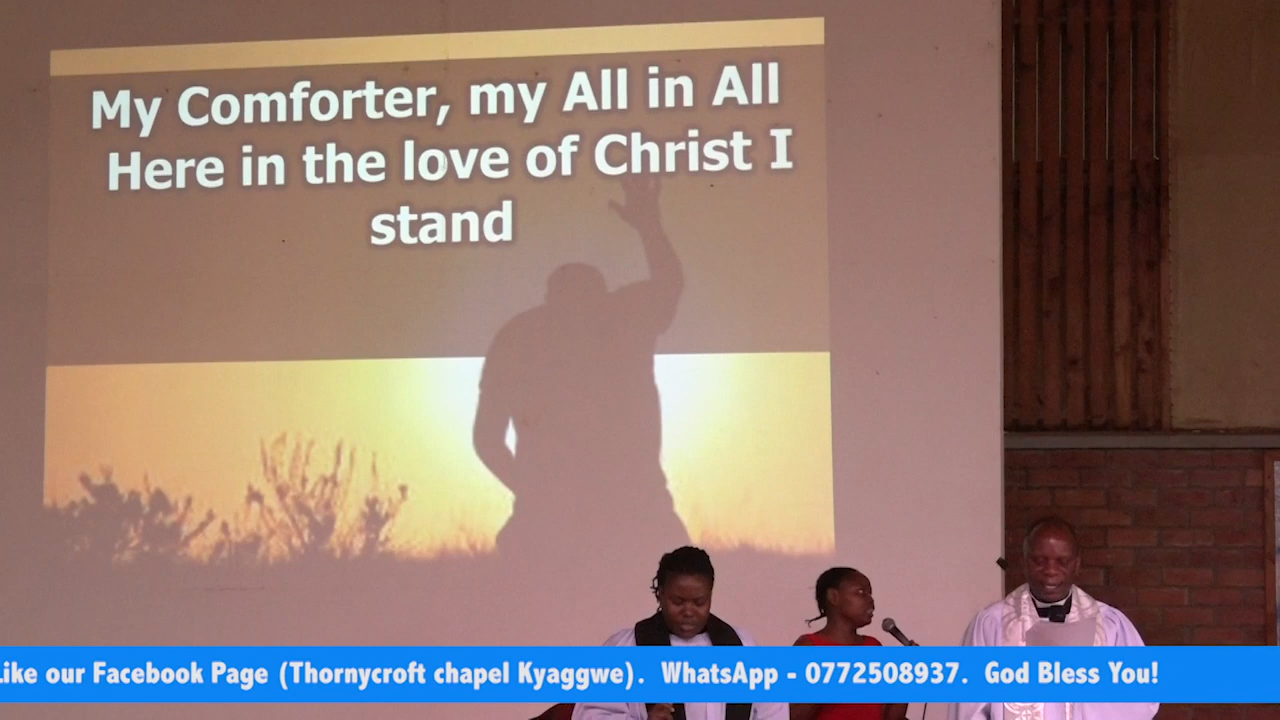 My Comforter, my All in All
Here in the love of Christ I
stand
Like our Facebook Page (Thornycroft chapel Kyaggwe). WhatsApp - 0772508937. God Bless You!